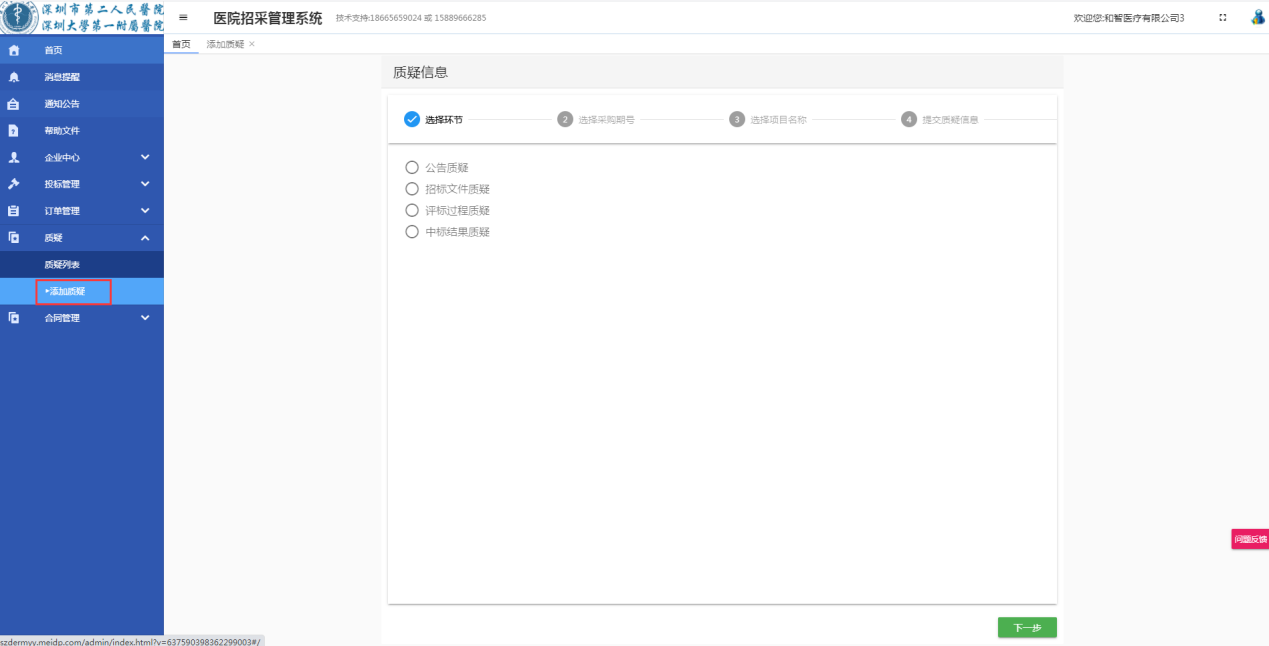 深圳市第二人民醫院
深圳大學第一附屬醫院
医院招采管理系统 技术支持:18665659024 或 15889666285 欢迎您:和智医疗有限公司3
首页 添加质疑 ×
首页
消息提醒
通知公告
帮助文件
企业中心
投标管理
订单管理
质疑
质疑列表
添加质疑
合同管理
质疑信息
选择环节 2 选择采购期号 3 选择项目名称 4 提交质疑信息
公告质疑
招标文件质疑
评标过程质疑
中标结果质疑
问题反馈
下一步
szdermyy.meidp.com/admin/index.html?v=637590398362299003#/